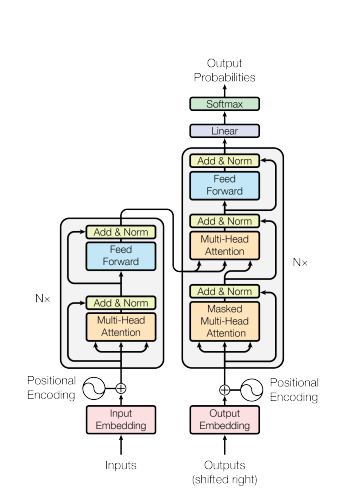 Output
Probabilities
Softmax
Linear
Add & Norm
Feed
Forward
Add & Norm
Multi-Head
Attention
Add & Norm
Masked
Multi-Head
Attention
N×
Add & Norm
Feed
Forward
Add & Norm
Multi-Head
Attention
N×
Positional
Encoding
Positional
Encoding
Input
Embedding
Output
Embedding
Inputs
Outputs
(shifted right)